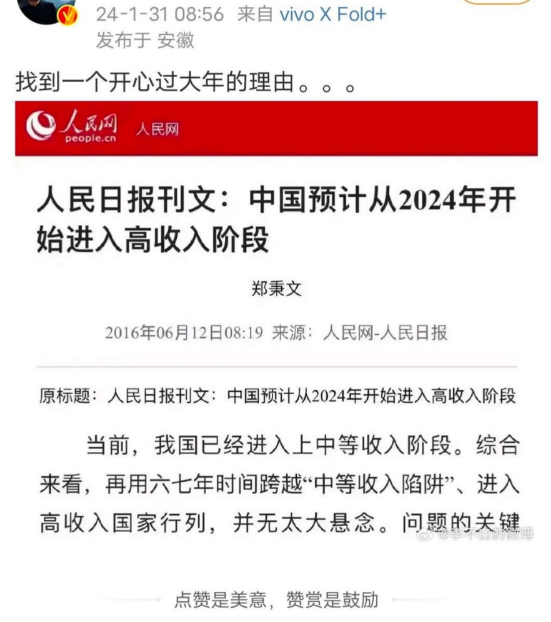 24-1-31 08:56 来自 vivo X Fold+
发布于 安徽
找到一个开心过大年的理由。。。
人民网 people.cn 人民网
人民日报刊文：中国预计从2024年开
始进入高收入阶段
郑秉文
2016年06月12日08:19 来源：人民网-人民日报
原标题：人民日报刊文：中国预计从2024年开始进入高收入阶段
当前，我国已经进入上中等收入阶段。综合
来看，再用六七年时间跨越“中等收入陷阱”、进入
高收入国家行列，并无太大悬念。问题的关键
点赞是美意，赞赏是鼓励